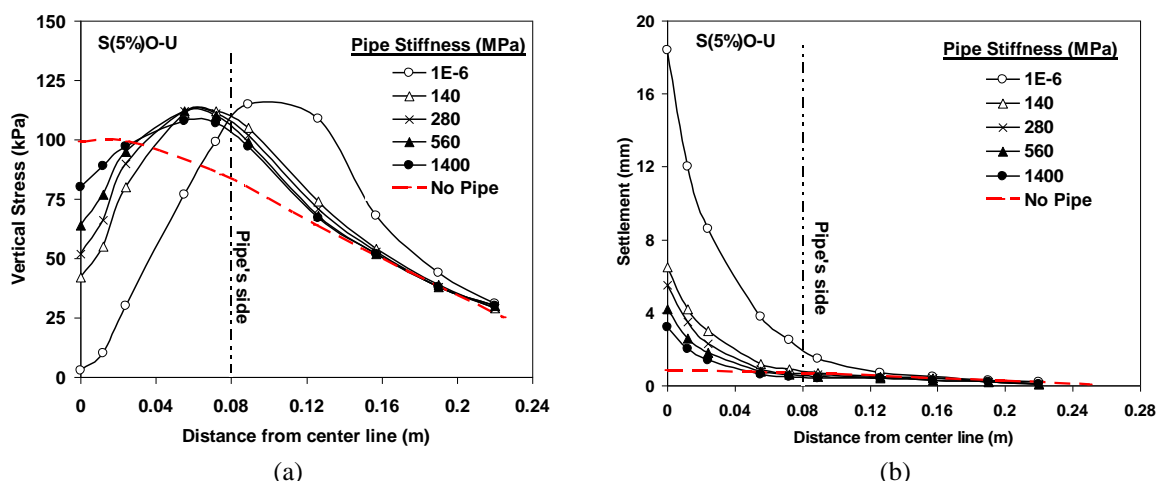 S(5%)O-U
Pipe Stiffness (MPa)
1E-6
140
280
560
1400
No Pipe
150
125
100
75
50
25
0
Vertical Stress (kPa)
Pipe's side
0
0.04
0.08
0.12
0.16
0.2
0.24
Distance from center line (m)
(a)
S(5%)O-U
Pipe Stiffness (MPa)
1E-6
140
280
560
1400
No Pipe
20
16
12
8
4
0
Settlement (mm)
Pipe's side
0
0.04
0.08
0.12
0.16
0.2
0.24
0.28
Distance from center line (m)
(b)